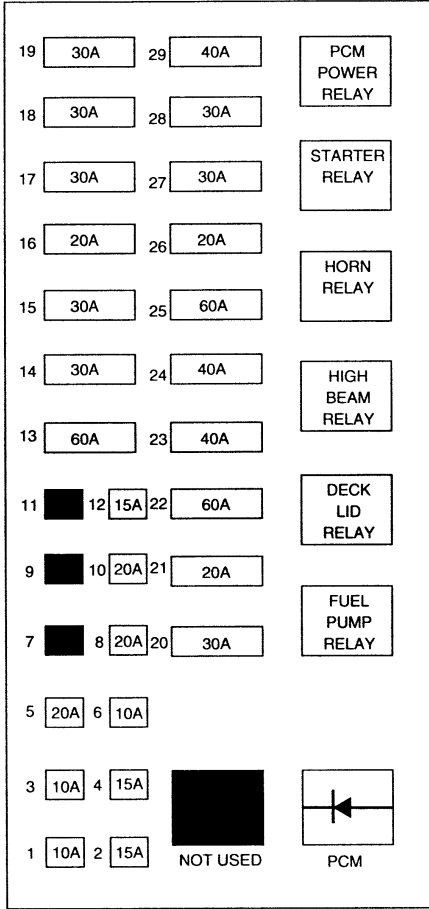 19 30A 29 40A PCM
POWER
RELAY
18 30A 28 30A
17 30A 27 30A STARTER
RELAY
16 20A 26 20A
15 30A 25 60A HORN
RELAY
14 30A 24 40A HIGH
BEAM
RELAY
13 60A 23 40A
11 12 15A 22 60A DECK
LID
RELAY
9 10 20A 21 20A
7 8 20A 20 30A FUEL
PUMP
RELAY
5 20A 6 10A
3 10A 4 15A
1 10A 2 15A NOT USED PCM